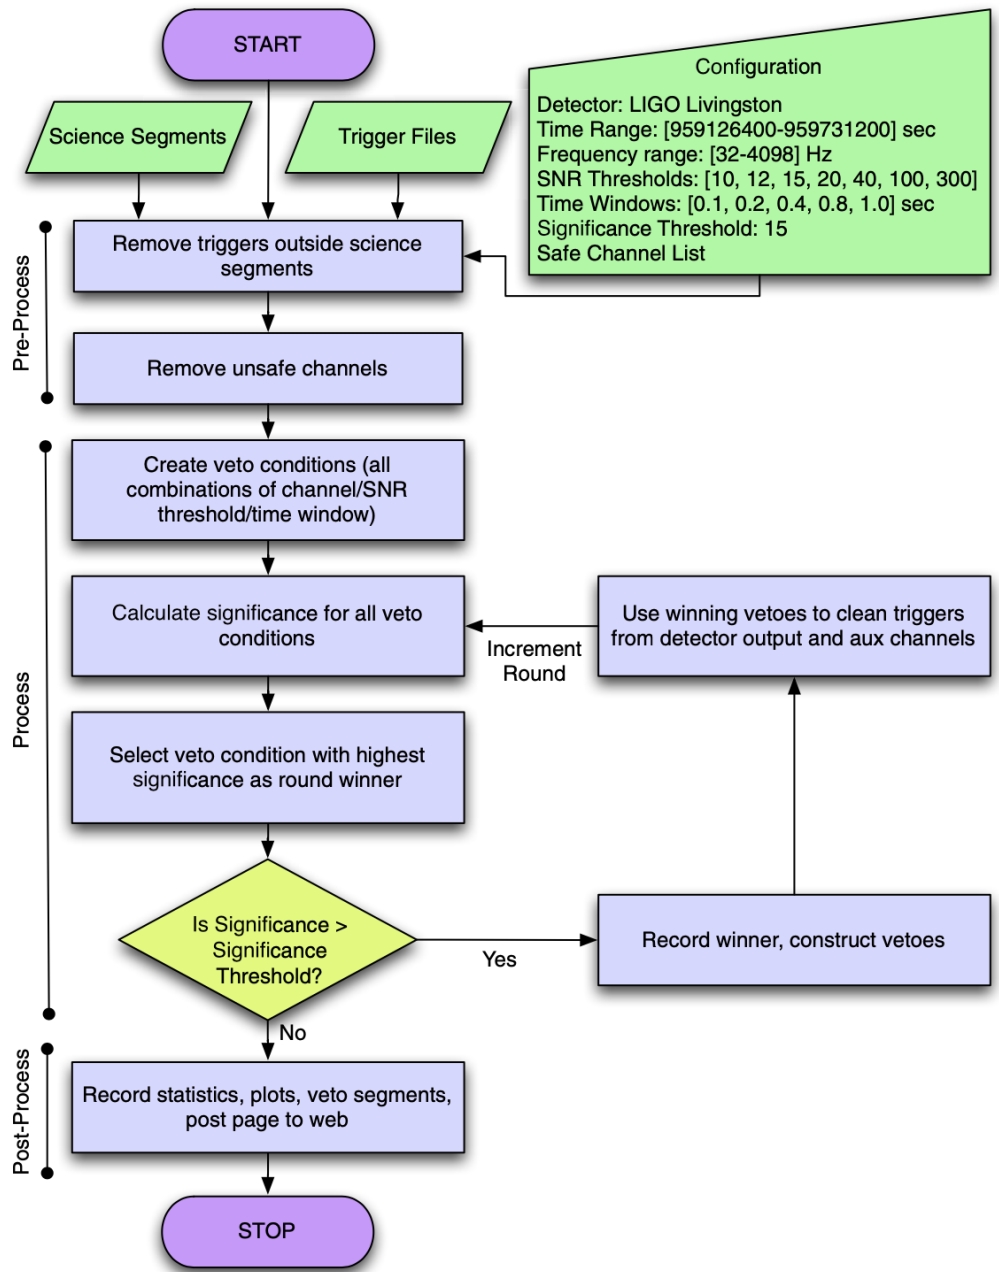 START
Science Segments
Trigger Files
Configuration
Detector: LIGO Livingston
Time Range: [959126400-959731200] sec
Frequency range: [32-4098] Hz
SNR Thresholds: [10, 12, 15, 20, 40, 100, 300]
Time Windows: [0.1, 0.2, 0.4, 0.8, 1.0] sec
Significance Threshold: 15
Safe Channel List
Pre-Process
Remove triggers outside science
segments
Remove unsafe channels
Process
Create veto conditions (all
combinations of channel/SNR
threshold/time window)
Calculate significance for all veto
conditions
Increment
Round
Use winning vetoes to clean triggers
from detector output and aux channels
Select veto condition with highest
significance as round winner
Is Significance >
Significance
Threshold?
Yes
Record winner, construct vetoes
No
Post-Process
Record statistics, plots, veto segments,
post page to web
STOP